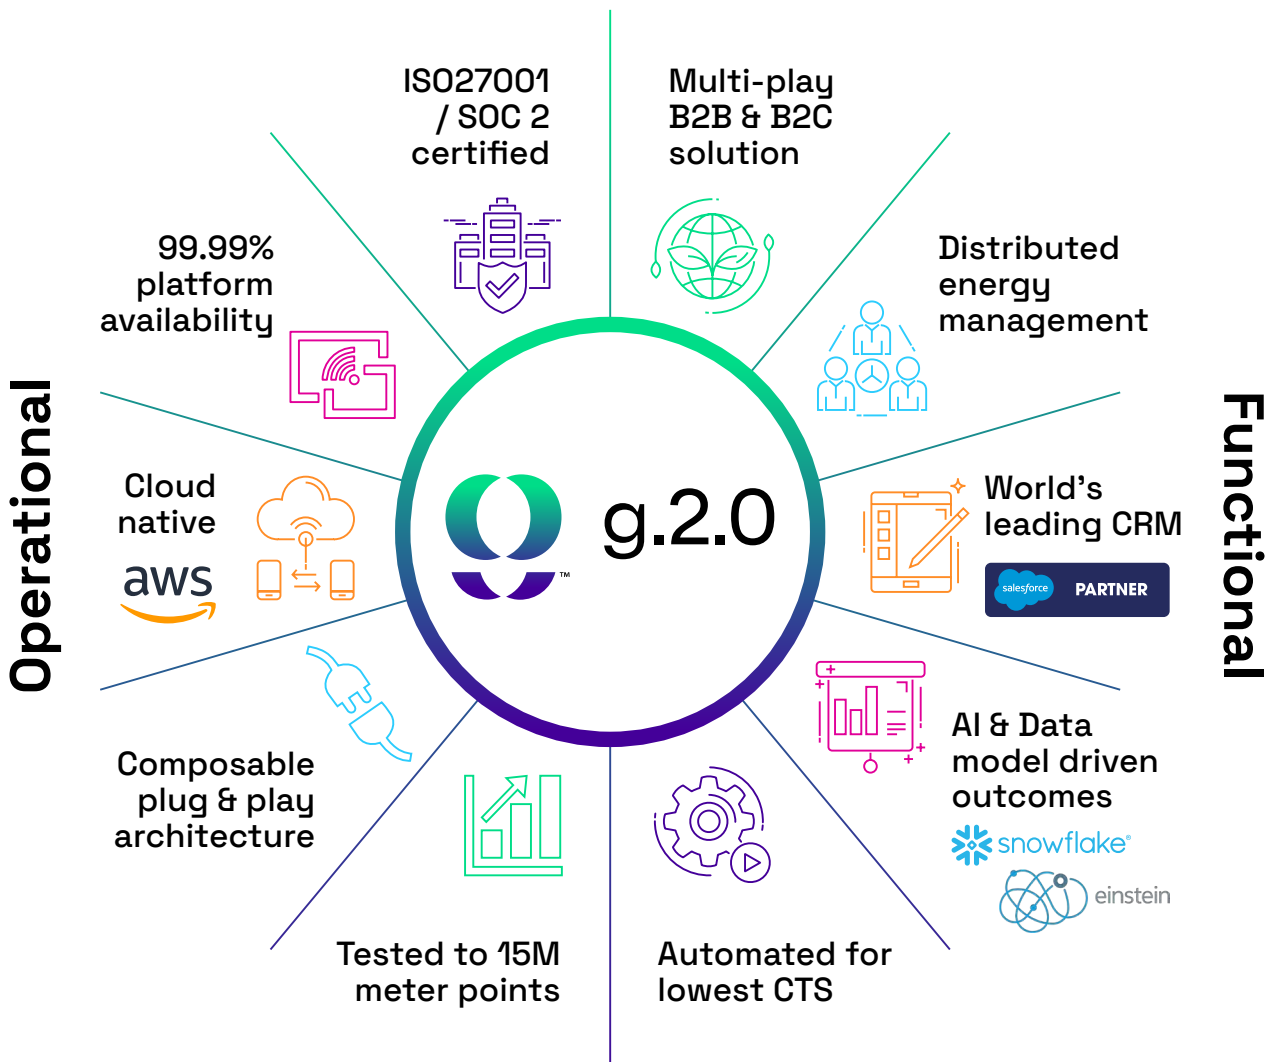 Operational
ISO27001
/ SOC 2
certified
99.99%
platform
availability
Cloud
native
aws
Composable
plug & play
architecture
Tested to 15M
meter points
g.2.0
™
Functional
Multi-play
B2B & B2C
solution
Distributed
energy
management
World's
leading CRM
salesforce PARTNER
AI & Data
model driven
outcomes
snowflake®
einstein
Automated for
lowest CTS